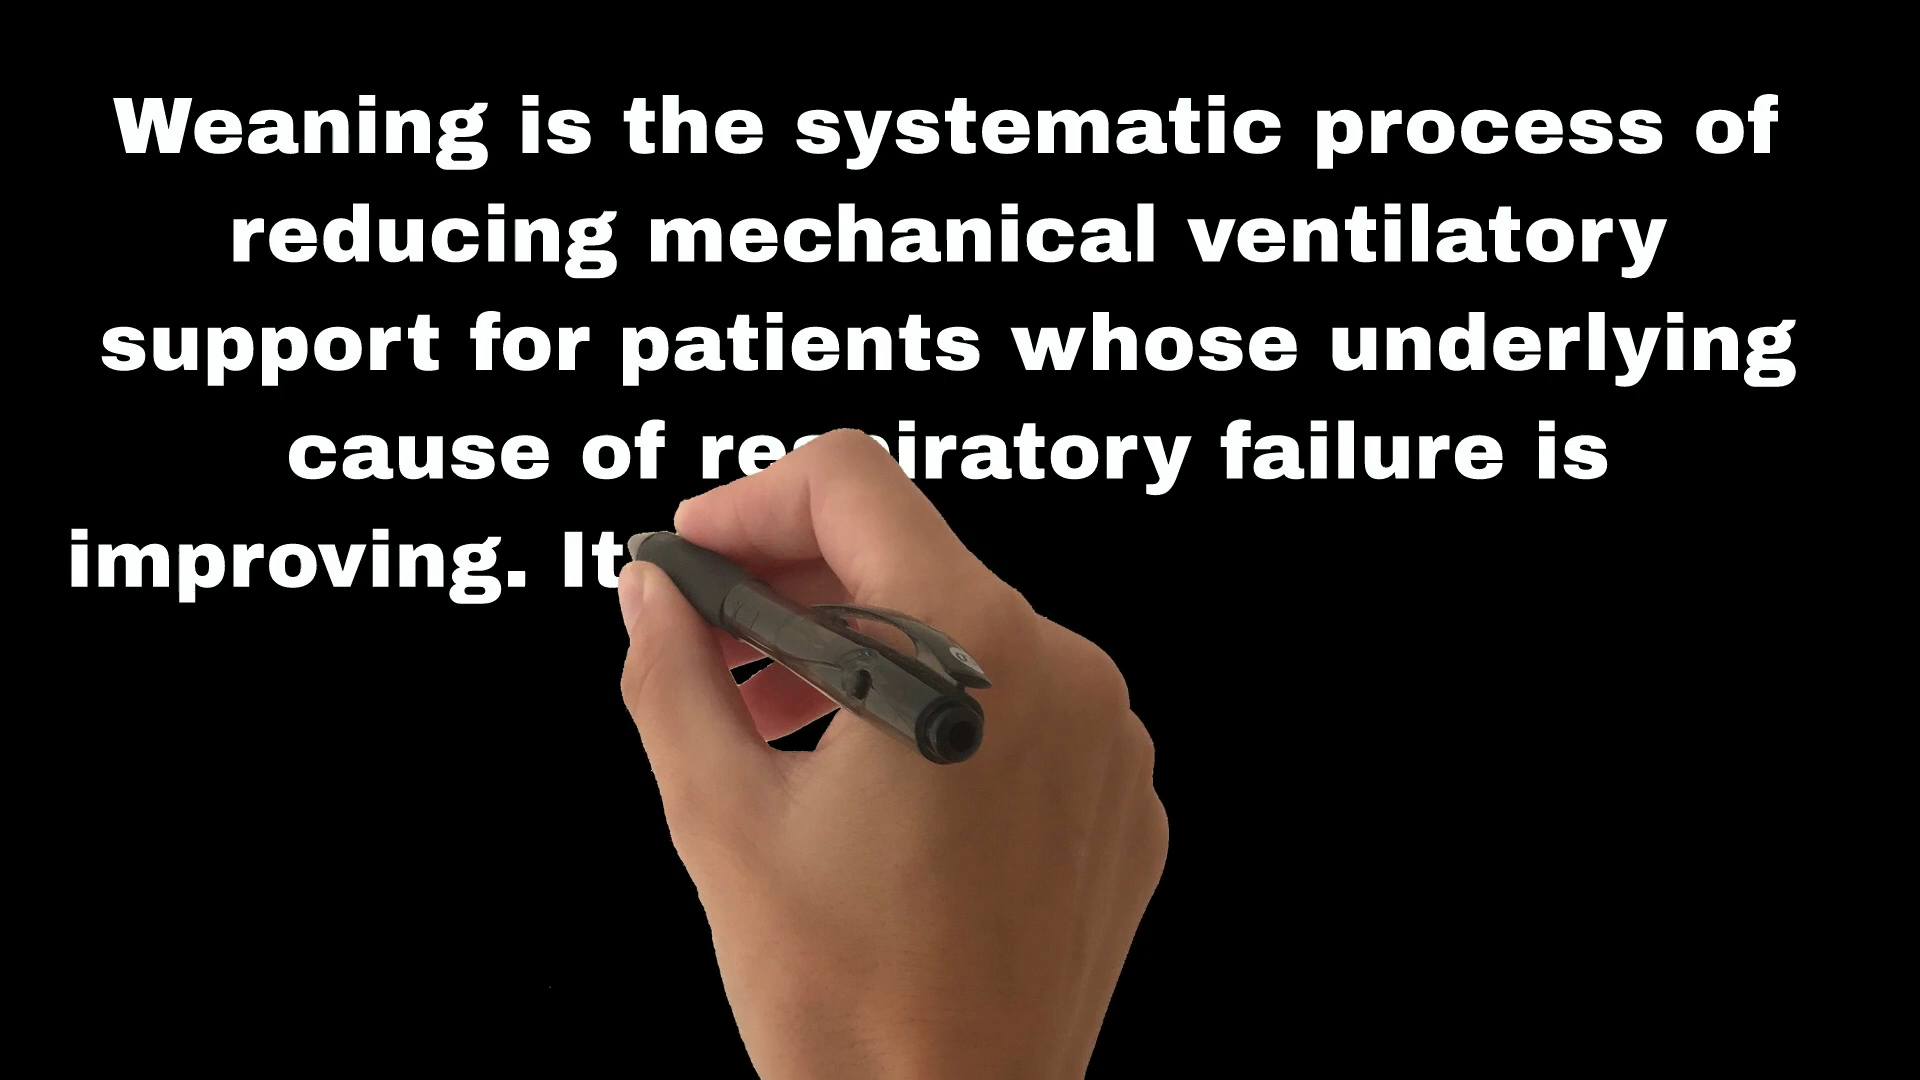 Weaning is the systematic process of
reducing mechanical ventilatory
support for patients whose underlying
cause of respiratory failure is
improving. It